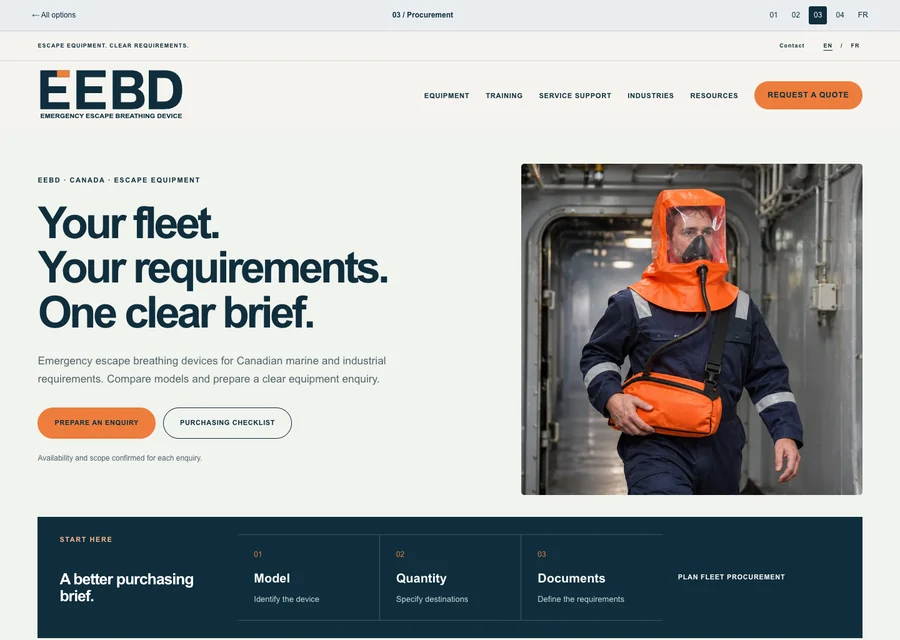 ← All options
03 / Procurement
01 02 03 04 FR
ESCAPE EQUIPMENT. CLEAR REQUIREMENTS.
Contact EN / FR
EEBD
EMERGENCY ESCAPE BREATHING DEVICE
EQUIPMENT TRAINING SERVICE SUPPORT INDUSTRIES RESOURCES REQUEST A QUOTE
EEBD · CANADA · ESCAPE EQUIPMENT
Your fleet.
Your requirements.
One clear brief.
Emergency escape breathing devices for Canadian marine and industrial
requirements. Compare models and prepare a clear equipment enquiry.
PREPARE AN ENQUIRY PURCHASING CHECKLIST
Availability and scope confirmed for each enquiry.
START HERE
A better purchasing
brief.
01
Model
Identify the device
02
Quantity
Specify destinations
03
Documents
Define the requirements
PLAN FLEET PROCUREMENT